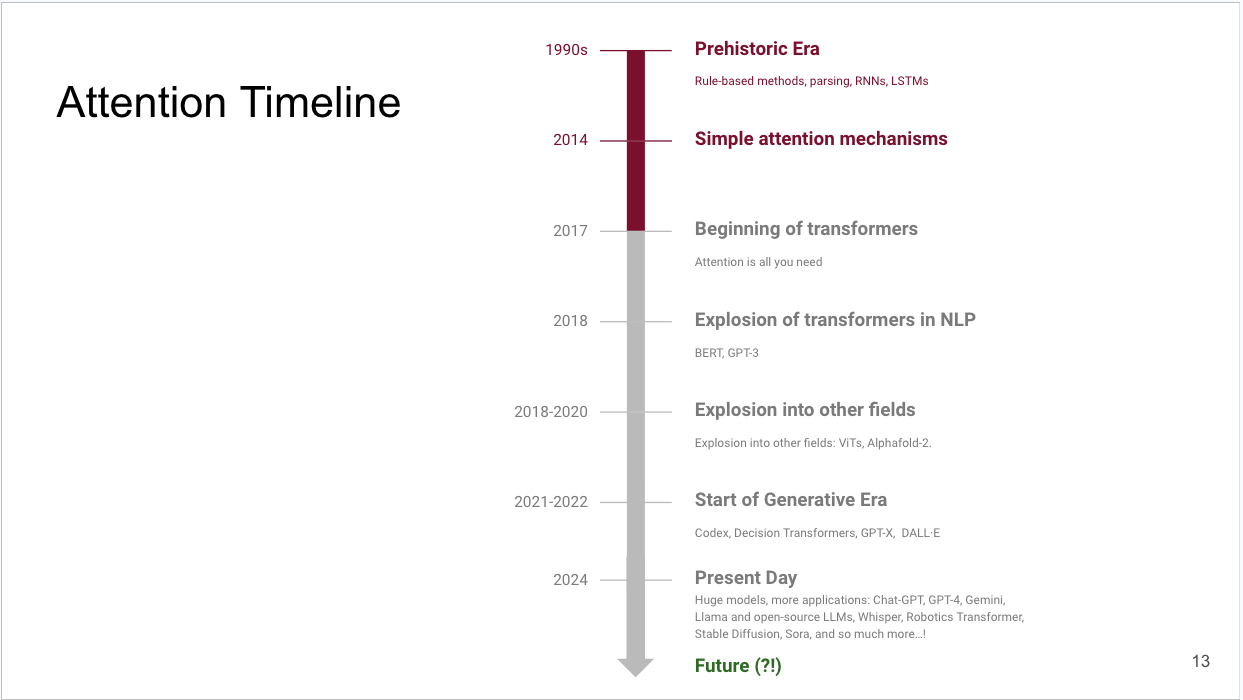 Attention Timeline
1990s
Prehistoric Era
Rule-based methods, parsing, RNNs, LSTMs
2014
Simple attention mechanisms
2017
Beginning of transformers
Attention is all you need
2018
Explosion of transformers in NLP
BERT, GPT-3
2018-2020
Explosion into other fields
Explosion into other fields: ViTs, Alphafold-2.
2021-2022
Start of Generative Era
Codex, Decision Transformers, GPT-X,  DALL·E
2024
Present Day
Huge models, more applications: Chat-GPT, GPT-4, Gemini,
Llama and open-source LLMs, Whisper, Robotics Transformer,
Stable Diffusion, Sora, and so much more…!
Future (?!)
13